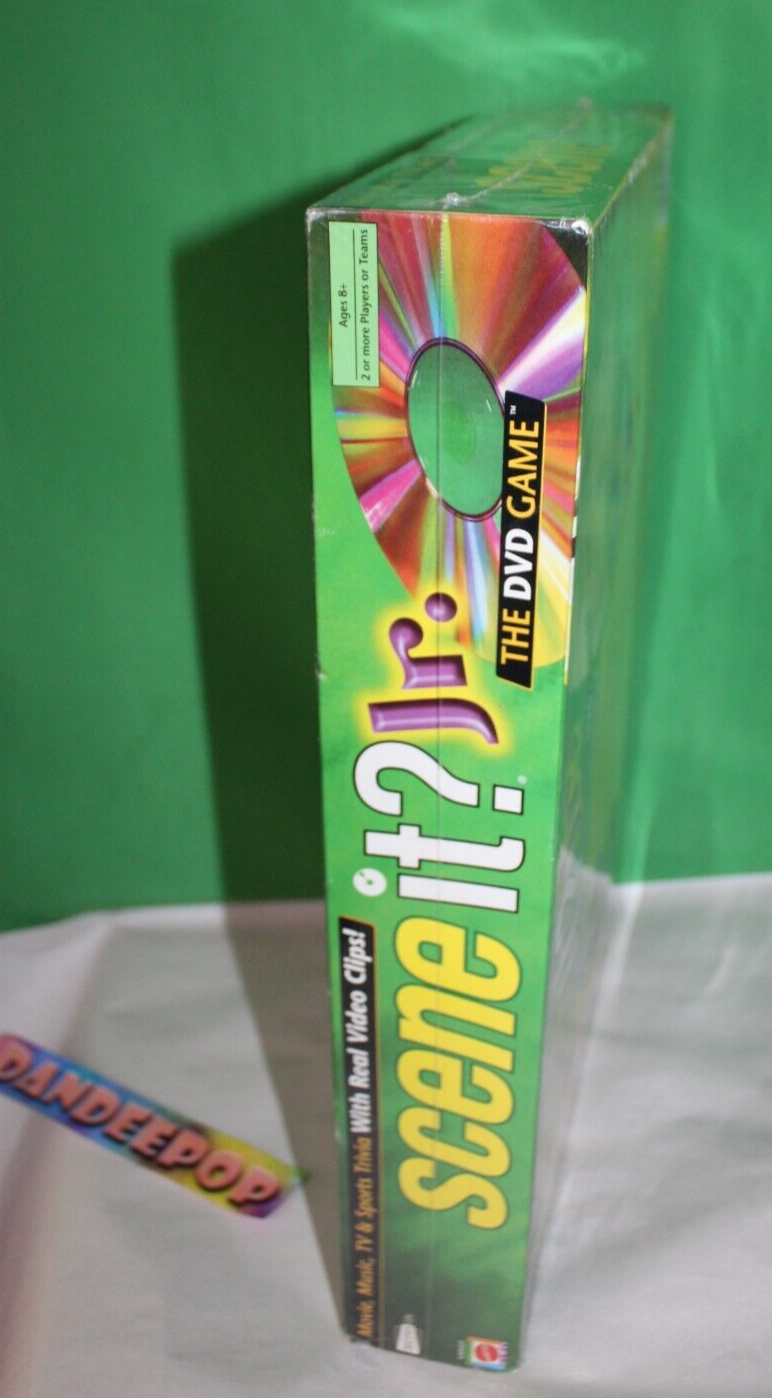 Ages 8+
2 or more Players or Teams
Movie, Music, TV & Sports Trivia With Real Video Clips!
scene it? Jr.
THE DVD GAME™
DANDEEPOP